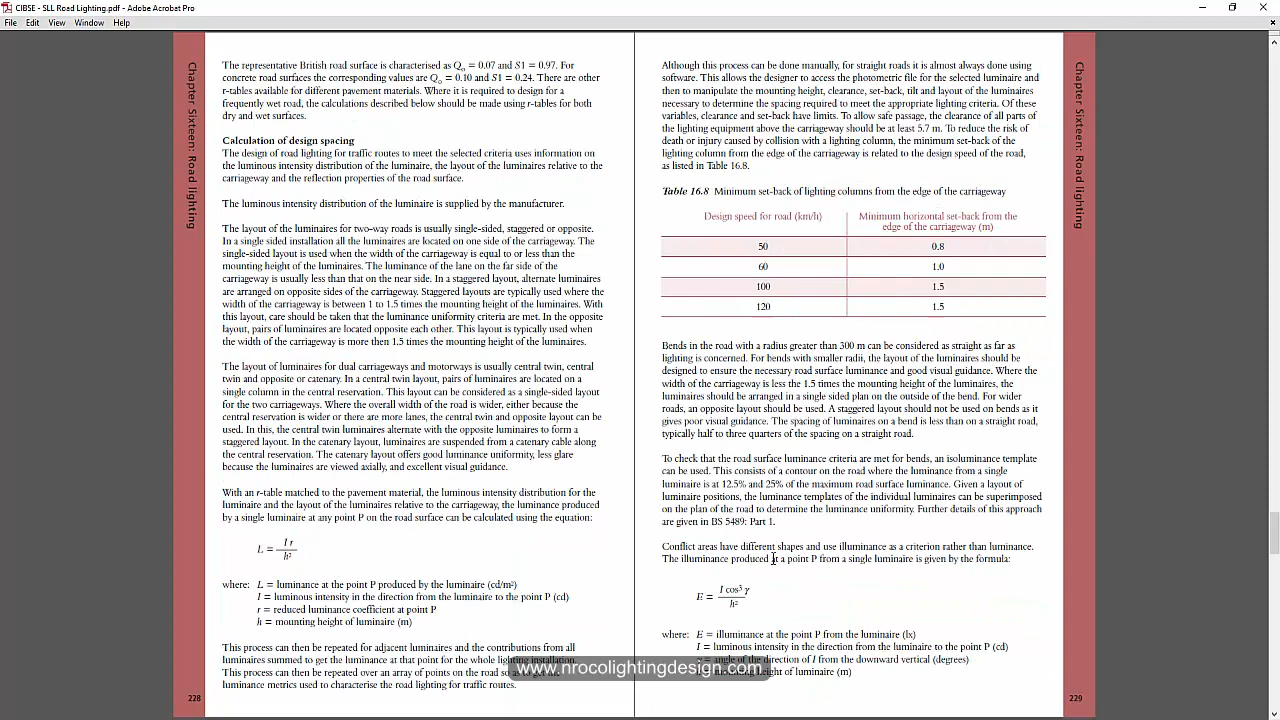 CIBSE - SLL Road Lighting.pdf - Adobe Acrobat Pro
File Edit View Window Help
Chapter Sixteen: Road lighting
The representative British road surface is characterised as Qo = 0.07 and S1 = 0.97. For
concrete road surfaces the corresponding values are Qo = 0.10 and S1 = 0.24. There are other
r-tables available for different pavement materials. Where it is required to design for a
frequently wet road, the calculations described below should be made using r-tables for both
dry and wet surfaces.
Calculation of design spacing
The design of road lighting for traffic routes to meet the selected criteria uses information on
the luminous intensity distribution of the luminaire, the layout of the luminaires relative to the
carriageway and the reflection properties of the road surface.
The luminous intensity distribution of the luminaire is supplied by the manufacturer.
The layout of the luminaires for two-way roads is usually single-sided, staggered or opposite.
In a single sided installation all the luminaires are located on one side of the carriageway. The
single-sided layout is used when the width of the carriageway is equal to or less than the
mounting height of the luminaires. The luminance of the lane on the far side of the
carriageway is usually less than that on the near side. In a staggered layout, alternate luminaires
are arranged on opposite sides of the carriageway. Staggered layouts are typically used where the
width of the carriageway is between 1 to 1.5 times the mounting height of the luminaires. With
this layout, care should be taken that the luminance uniformity criteria are met. In the opposite
layout, pairs of luminaires are located opposite each other. This layout is typically used when
the width of the carriageway is more then 1.5 times the mounting height of the luminaires.
The layout of luminaires for dual carriageways and motorways is usually central twin, central
twin and opposite or catenary. In a central twin layout, pairs of luminaires are located on a
single column in the central reservation. This layout can be considered as a single-sided layout
for the two carriageways. Where the overall width of the road is wider, either because the
central reservation is wider or there are more lanes, the central twin and opposite layout can be
used. In this, the central twin luminaires alternate with the opposite luminaires to form a
staggered layout. In the catenary layout, luminaires are suspended from a catenary cable along
the central reservation. The catenary layout offers good luminance uniformity, less glare
because the luminaires are viewed axially, and excellent visual guidance.
With an r-table matched to the pavement material, the luminous intensity distribution for the
luminaire and the layout of the luminaires relative to the carriageway, the luminance produced
by a single luminaire at any point P on the road surface can be calculated using the equation:
L = I r / h²
where: L = luminance at the point P produced by the luminaire (cd/m²)
I = luminous intensity in the direction from the luminaire to the point P (cd)
r = reduced luminance coefficient at point P
h = mounting height of luminaire (m)
This process can then be repeated for adjacent luminaires and the contributions from all
luminaires summed to get the luminance at that point for the whole lighting installation.
This process can then be repeated over an array of points on the road so as to get the
luminance metrics used to characterise the road lighting for traffic routes.
228
Although this process can be done manually, for straight roads it is almost always done using
software. This allows the designer to access the photometric file for the selected luminaire and
then to manipulate the mounting height, clearance, set-back, tilt and layout of the luminaires
necessary to determine the spacing required to meet the appropriate lighting criteria. Of these
variables, clearance and set-back have limits. To allow safe passage, the clearance of all parts of
the lighting equipment above the carriageway should be at least 5.7 m. To reduce the risk of
death or injury caused by collision with a lighting column, the minimum set-back of the
lighting column from the edge of the carriageway is related to the design speed of the road,
as listed in Table 16.8.
Table 16.8 Minimum set-back of lighting columns from the edge of the carriageway
Design speed for road (km/h) Minimum horizontal set-back from the
edge of the carriageway (m)
50 0.8
60 1.0
100 1.5
120 1.5
Bends in the road with a radius greater than 300 m can be considered as straight as far as
lighting is concerned. For bends with smaller radii, the layout of the luminaires should be
designed to ensure the necessary road surface luminance and good visual guidance. Where the
width of the carriageway is less the 1.5 times the mounting height of the luminaires, the
luminaires should be arranged in a single sided plan on the outside of the bend. For wider
roads, an opposite layout should be used. A staggered layout should not be used on bends as it
gives poor visual guidance. The spacing of luminaires on a bend is less than on a straight road,
typically half to three quarters of the spacing on a straight road.
To check that the road surface luminance criteria are met for bends, an isoluminance template
can be used. This consists of a contour on the road where the luminance from a single
luminaire is at 12.5% and 25% of the maximum road surface luminance. Given a layout of
luminaire positions, the luminance templates of the individual luminaires can be superimposed
on the plan of the road to determine the luminance uniformity. Further details of this approach
are given in BS 5489: Part 1.
Conflict areas have different shapes and use illuminance as a criterion rather than luminance.
The illuminance produced at a point P from a single luminaire is given by the formula:
E = I cos³ γ / h²
where: E = illuminance at the point P from the luminaire (lx)
I = luminous intensity in the direction from the luminaire to the point P (cd)
γ = angle of the direction of I from the downward vertical (degrees)
mounting height of luminaire (m)
229
Chapter Sixteen: Road lighting
www.nrocolightingdesign.com